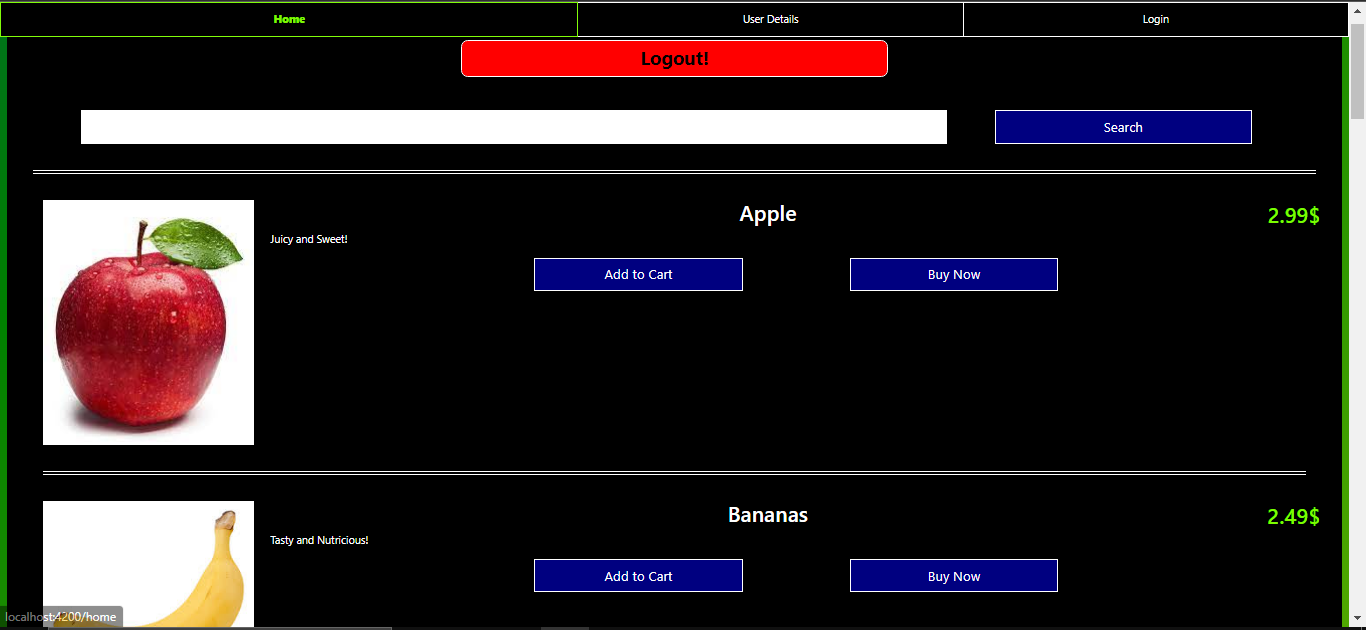 Home User Details Login
Logout!
Search
Apple 2.99$
Juicy and Sweet!
Add to Cart Buy Now
Bananas 2.49$
Tasty and Nutricious!
Add to Cart Buy Now
localhost:4200/home